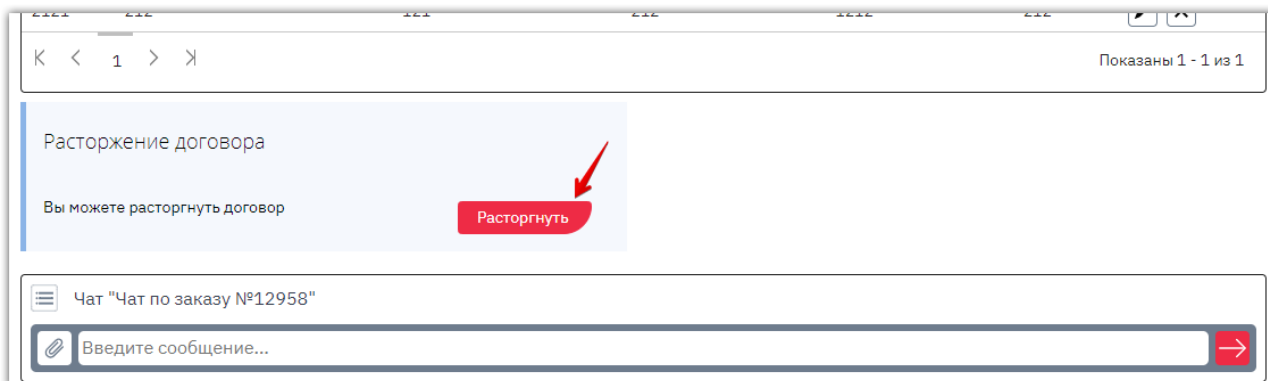 1
Показаны 1 - 1 из 1
Расторжение договора
Вы можете расторгнуть договор
Расторгнуть
Чат "Чат по заказу №12958"
Введите сообщение...